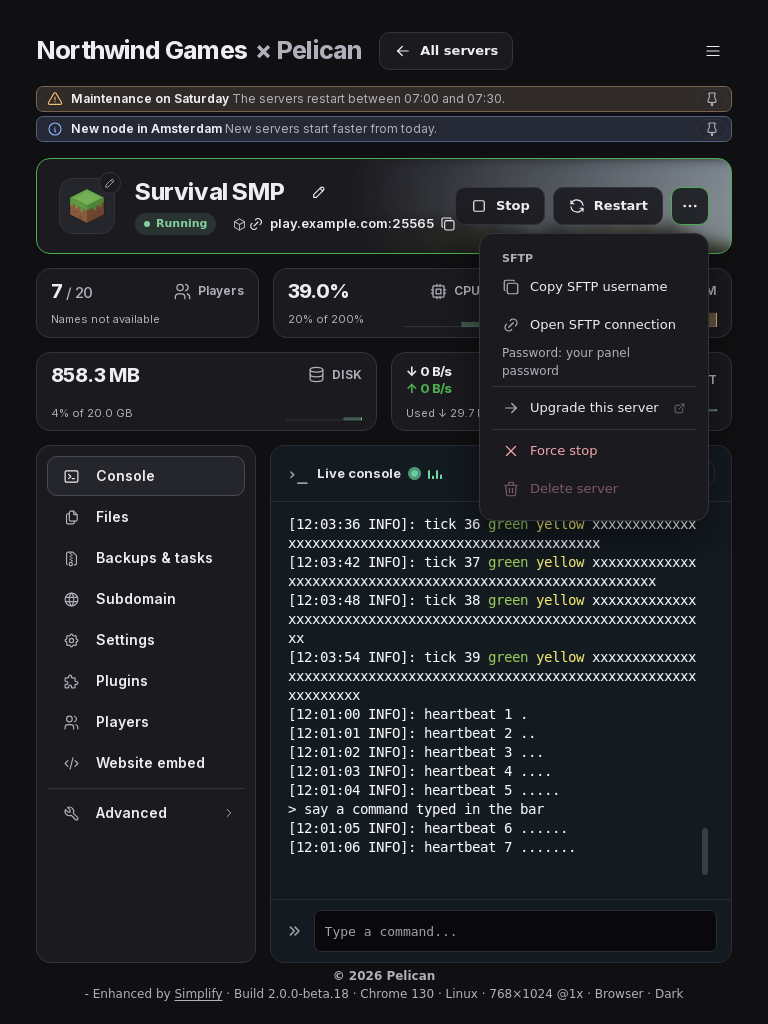 Northwind Games × Pelican
All servers
Maintenance on Saturday The servers restart between 07:00 and 07:30.
New node in Amsterdam New servers start faster from today.
Survival SMP
Running
play.example.com:25565
Stop
Restart
SFTP
Copy SFTP username
Open SFTP connection
Password: your panel
password
Upgrade this server
Force stop
Delete server
7 / 20
Players
Names not available
39.0%
CPU
20% of 200%
858.3 MB
DISK
4% of 20.0 GB
↓ 0 B/s
↑ 0 B/s
Used ↓ 29.7
Console
Files
Backups & tasks
Subdomain
Settings
Plugins
Players
Website embed
Advanced
Live console
[12:03:36 INFO]: tick 36 green yellow xxxxxxxxxxxxx
xxxxxxxxxxxxxxxxxxxxxxxxxxxxxxxxxxxxxxx
[12:03:42 INFO]: tick 37 green yellow xxxxxxxxxxxxx
xxxxxxxxxxxxxxxxxxxxxxxxxxxxxxxxxxxxxxxxxxxxxx
[12:03:48 INFO]: tick 38 green yellow xxxxxxxxxxxxx
xxxxxxxxxxxxxxxxxxxxxxxxxxxxxxxxxxxxxxxxxxxxxxxxxxx
xx
[12:03:54 INFO]: tick 39 green yellow xxxxxxxxxxxxx
xxxxxxxxxxxxxxxxxxxxxxxxxxxxxxxxxxxxxxxxxxxxxxxxxxx
xxxxxxxxx
[12:01:00 INFO]: heartbeat 1 .
[12:01:01 INFO]: heartbeat 2 ..
[12:01:02 INFO]: heartbeat 3 ...
[12:01:03 INFO]: heartbeat 4 ....
[12:01:04 INFO]: heartbeat 5 .....
> say a command typed in the bar
[12:01:05 INFO]: heartbeat 6 ......
[12:01:06 INFO]: heartbeat 7 .......
Type a command...
© 2026 Pelican
- Enhanced by Simplify · Build 2.0.0-beta.18 · Chrome 130 · Linux · 768×1024 @1x · Browser · Dark